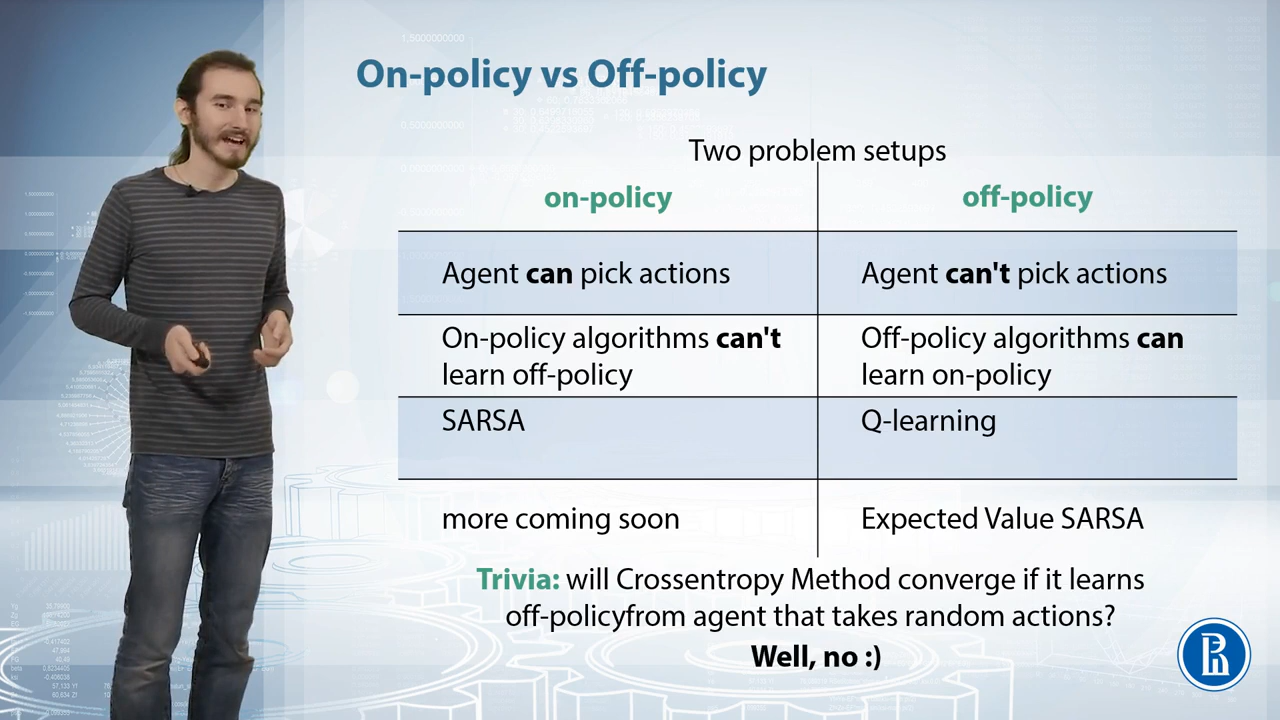 On-policy vs Off-policy
Two problem setups
on-policy
off-policy
Agent can pick actions
Agent can't pick actions
On-policy algorithms can't
learn off-policy
Off-policy algorithms can
learn on-policy
SARSA
Q-learning
more coming soon
Expected Value SARSA
Trivia: will Crossentropy Method converge if it learns
off-policyfrom agent that takes random actions?
Well, no :)